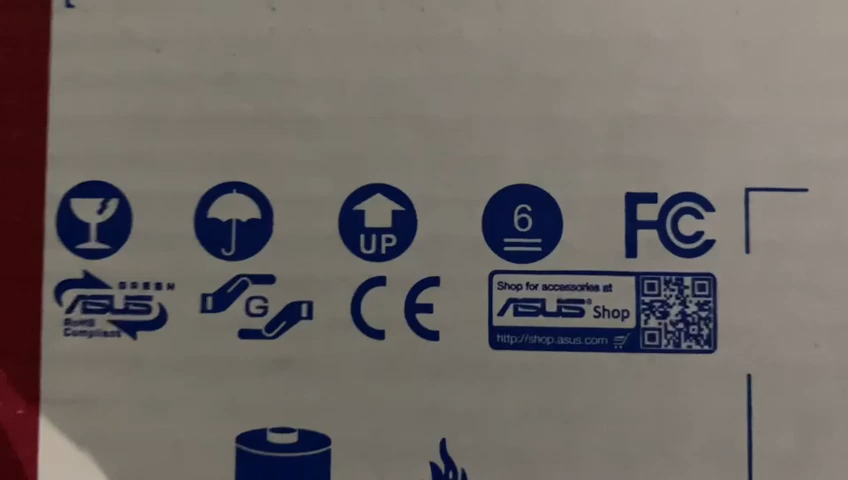 UP
6
FC
GREEN
ASUS
RoHS
Compliant
G
CE
Shop for accessories at
ASUS® Shop
http://shop.asus.com